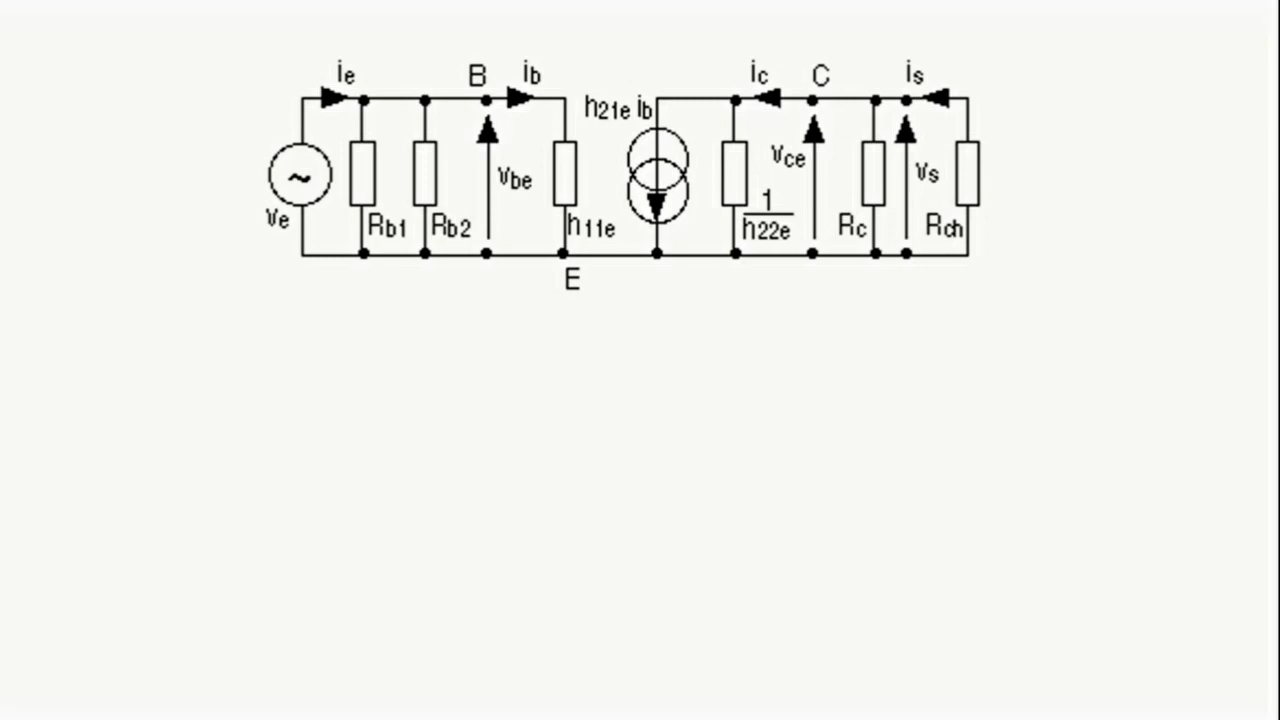 ie B ib ic C is
h21e ib
ve Rb1 Rb2 vbe h11e 1/h22e vce Rc vs Rch
E